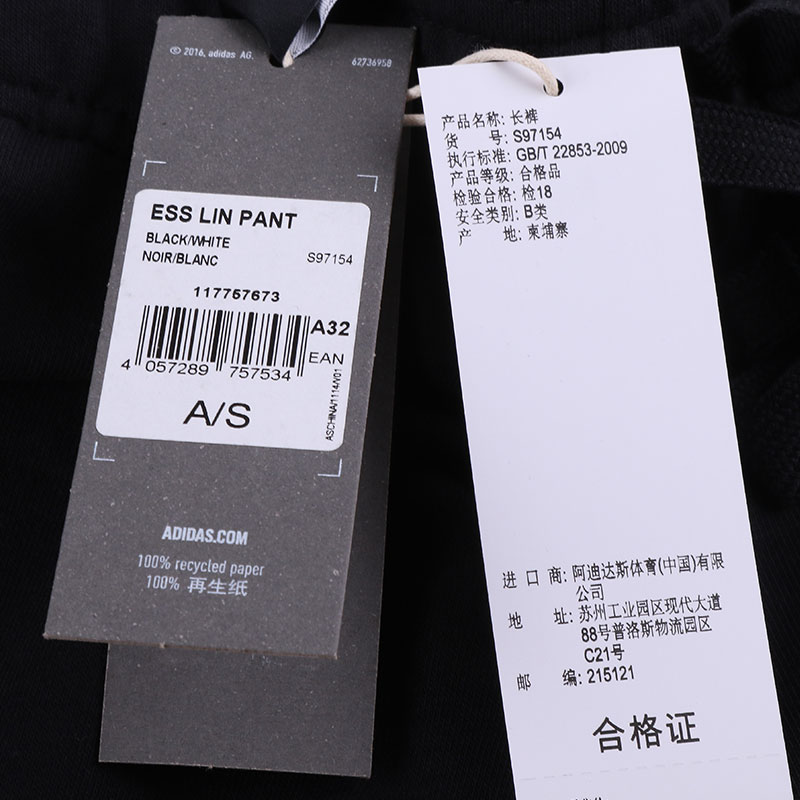 © 2016, adidas AG.
62736950
ESS LIN PANT
BLACK/WHITE
NOIR/BLANC
S97154
117757673
A32
EAN
4 057289 757534
ASCHINA/1114/V01
A/S
ADIDAS.COM
100% recycled paper
100% 再生纸
产品名称: 长裤
货 号: S97154
执行标准: GB/T 22853-2009
产品等级: 合格品
检验合格: 检18
安全类别: B类
产 地: 柬埔寨
进 口 商: 阿迪达斯体育(中国)有限
公司
地 址: 苏州工业园区现代大道
88号普洛斯物流园区
C21号
邮 编: 215121
合格证